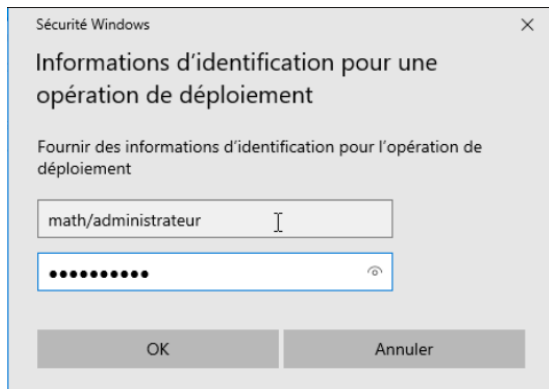 Sécurité Windows
Informations d’identification pour une
opération de déploiement
Fournir des informations d’identification pour l’opération de
déploiement
math/administrateur
••••••••••
OK
Annuler